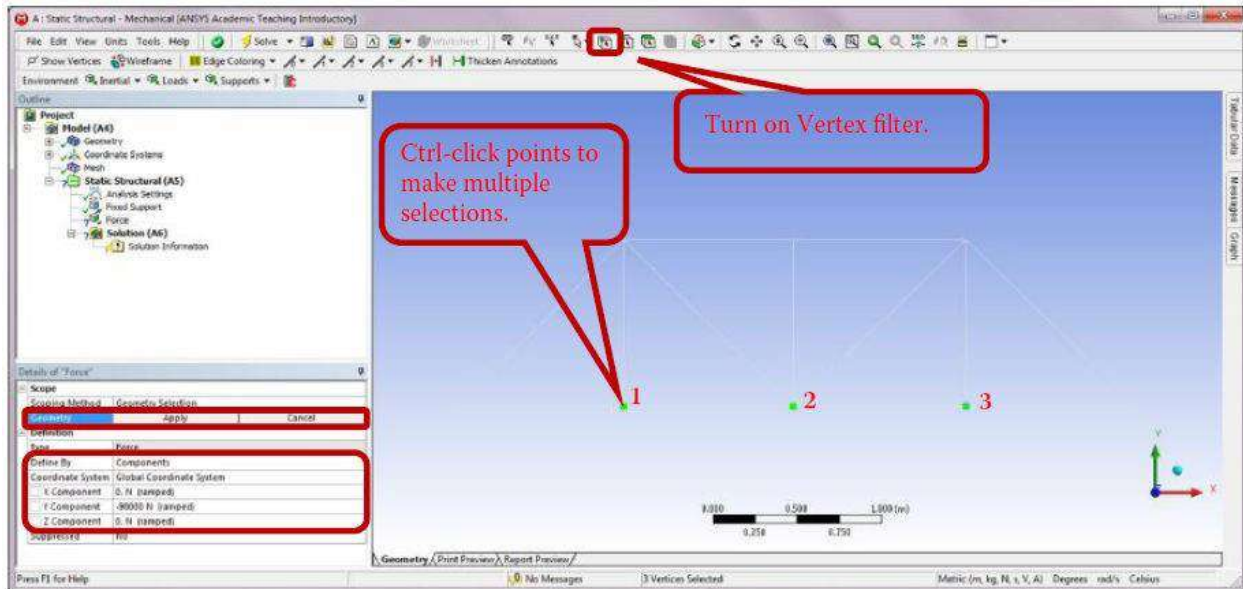 A : Static Structural - Mechanical [ANSYS Academic Teaching Introductory]
File Edit View Units Tools Help Solve Worksheet
Show Vertices Wireframe Edge Coloring Thicken Annotations
Environment Inertial Loads Supports
Outline
Project
Model (A4)
Geometry
Coordinate Systems
Mesh
Static Structural (A5)
Analysis Settings
Fixed Support
Force
Solution (A6)
Solution Information
Turn on Vertex filter.
Ctrl-click points to
make multiple
selections.
1
2
3
Tabular Data
Messages
Graph
Details of "Force"
Scope
Scoping Method Geometry Selection
Geometry Apply Cancel
Definition
Type Force
Define By Components
Coordinate System Global Coordinate System
X Component 0. N (ramped)
Y Component -98000 N (ramped)
Z Component 0. N (ramped)
Suppressed No
Y
X
0.000 0.500 1.000 (m)
0.250 0.750
Geometry Print Preview Report Preview
Press F1 for Help 0 No Messages 3 Vertices Selected Metric (m, kg, N, s, V, A) Degrees rad/s Celsius